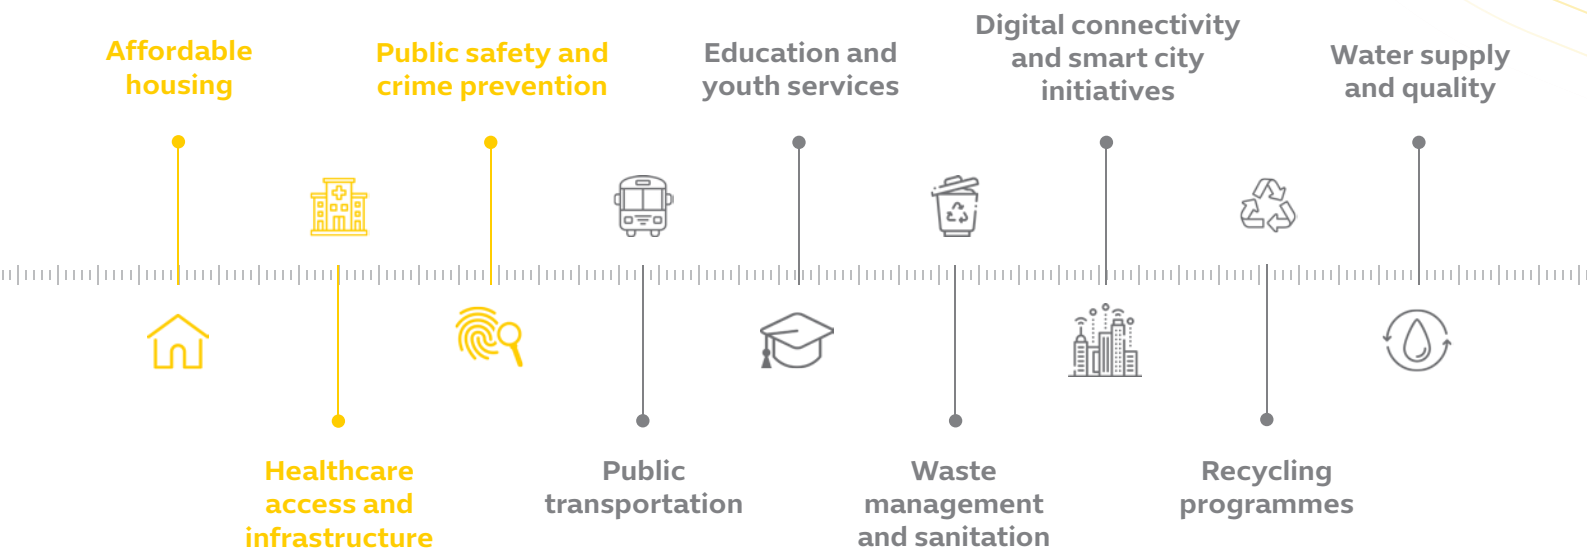 Affordable
housing
Public safety and
crime prevention
Education and
youth services
Digital connectivity
and smart city
initiatives
Water supply
and quality
Healthcare
access and
infrastructure
Public
transportation
Waste
management
and sanitation
Recycling
programmes